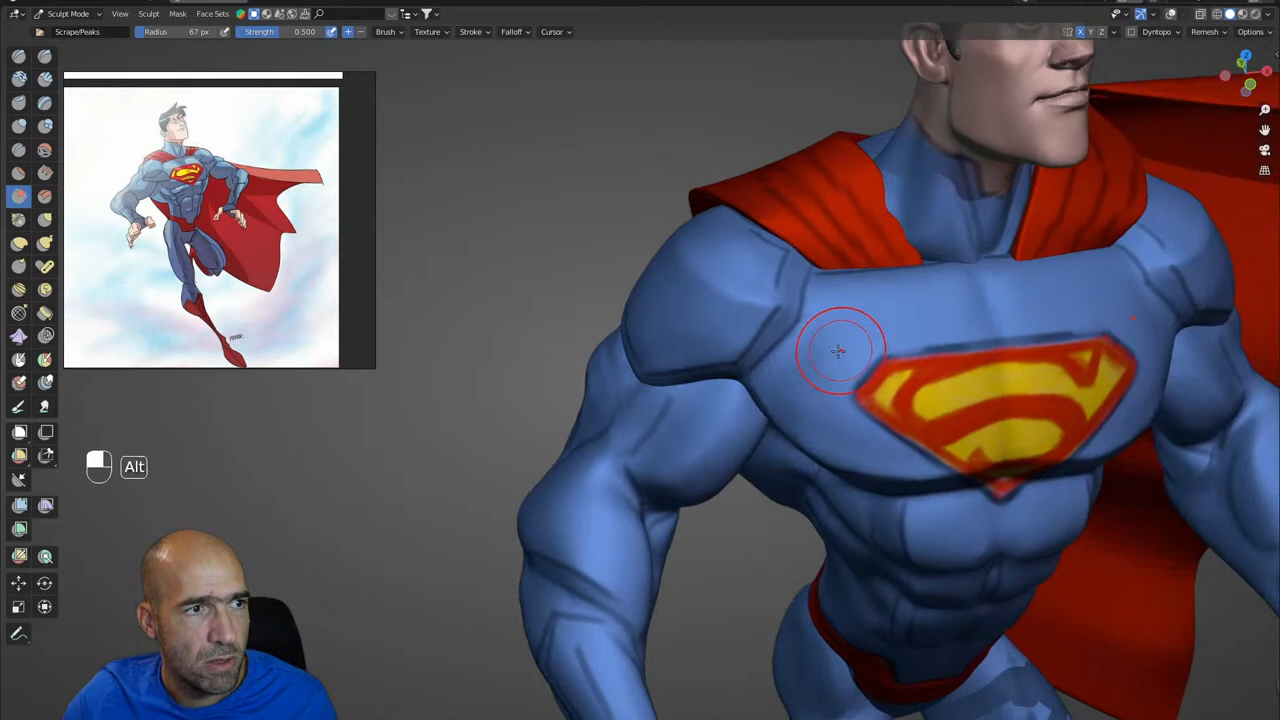 Sculpt Mode View Sculpt Mask Face Sets
Scrape/Peaks Radius 67 px Strength 0.500 Brush Texture Stroke Falloff Cursor X Y Z Dyntopo Remesh Options
Z
Y
X
S
Alt